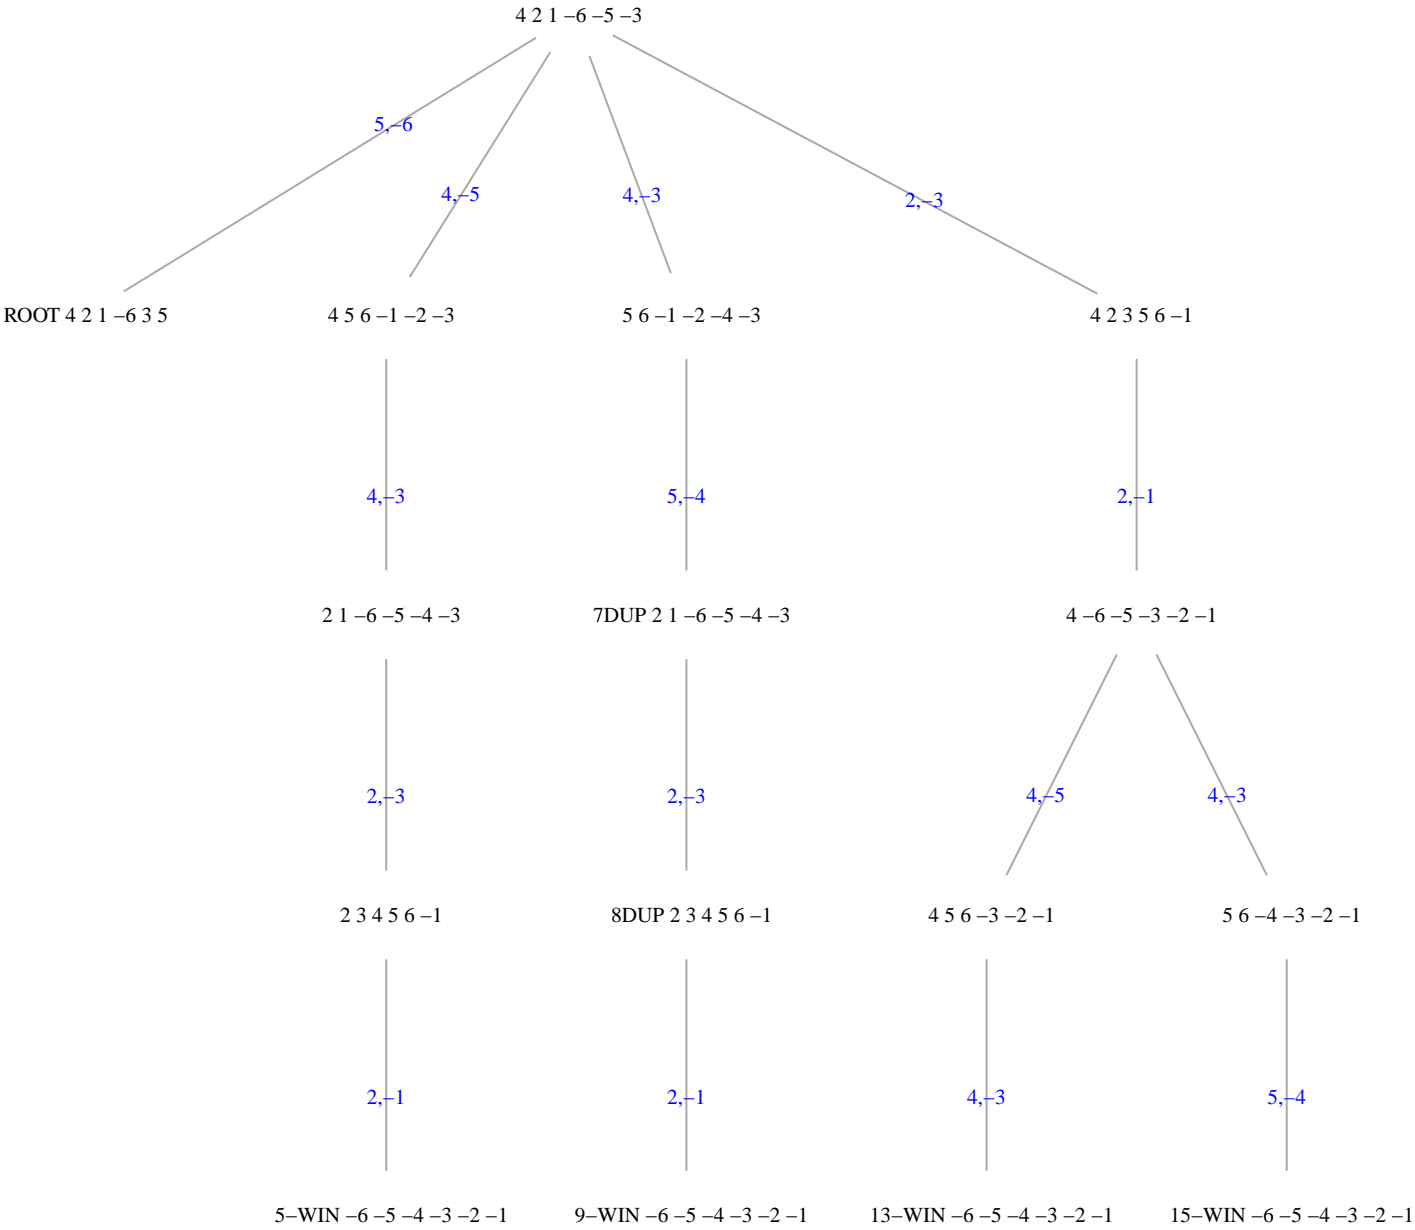 4 2 1 –6 –5 –3
5,–6
4,–5
4,–3
2,–3
ROOT 4 2 1 –6 3 5
4 5 6 –1 –2 –3
5 6 –1 –2 –4 –3
4 2 3 5 6 –1
4,–3
5,–4
2,–1
2 1 –6 –5 –4 –3
7DUP 2 1 –6 –5 –4 –3
4 –6 –5 –3 –2 –1
2,–3
2,–3
4,–5
4,–3
2 3 4 5 6 –1
8DUP 2 3 4 5 6 –1
4 5 6 –3 –2 –1
5 6 –4 –3 –2 –1
2,–1
2,–1
4,–3
5,–4
5–WIN –6 –5 –4 –3 –2 –1
9–WIN –6 –5 –4 –3 –2 –1
13–WIN –6 –5 –4 –3 –2 –1
15–WIN –6 –5 –4 –3 –2 –1